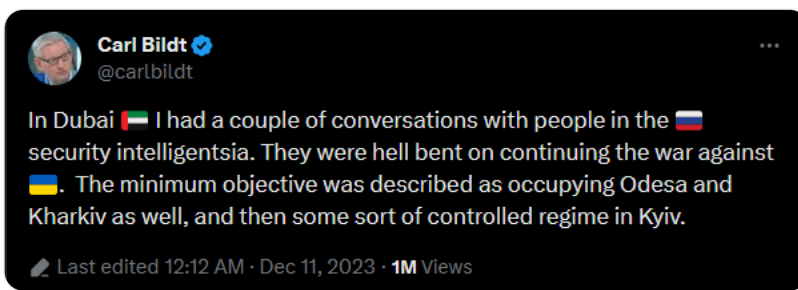 Carl Bildt
@carlbildt
In Dubai 🇦🇪 I had a couple of conversations with people in the 🇷🇺
security intelligentsia. They were hell bent on continuing the war against
🇺🇦. The minimum objective was described as occupying Odesa and
Kharkiv as well, and then some sort of controlled regime in Kyiv.
Last edited 12:12 AM · Dec 11, 2023 · 1M Views